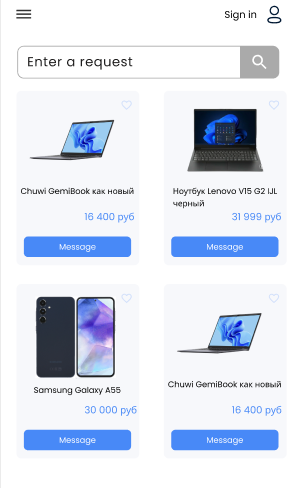 Sign in
Enter a request
Chuwi GemiBook как новый
16 400 руб
Message
Ноутбук Lenovo V15 G2 IJL
черный
31 999 руб
Message
Samsung Galaxy A55
30 000 руб
Message
Chuwi GemiBook как новый
16 400 руб
Message